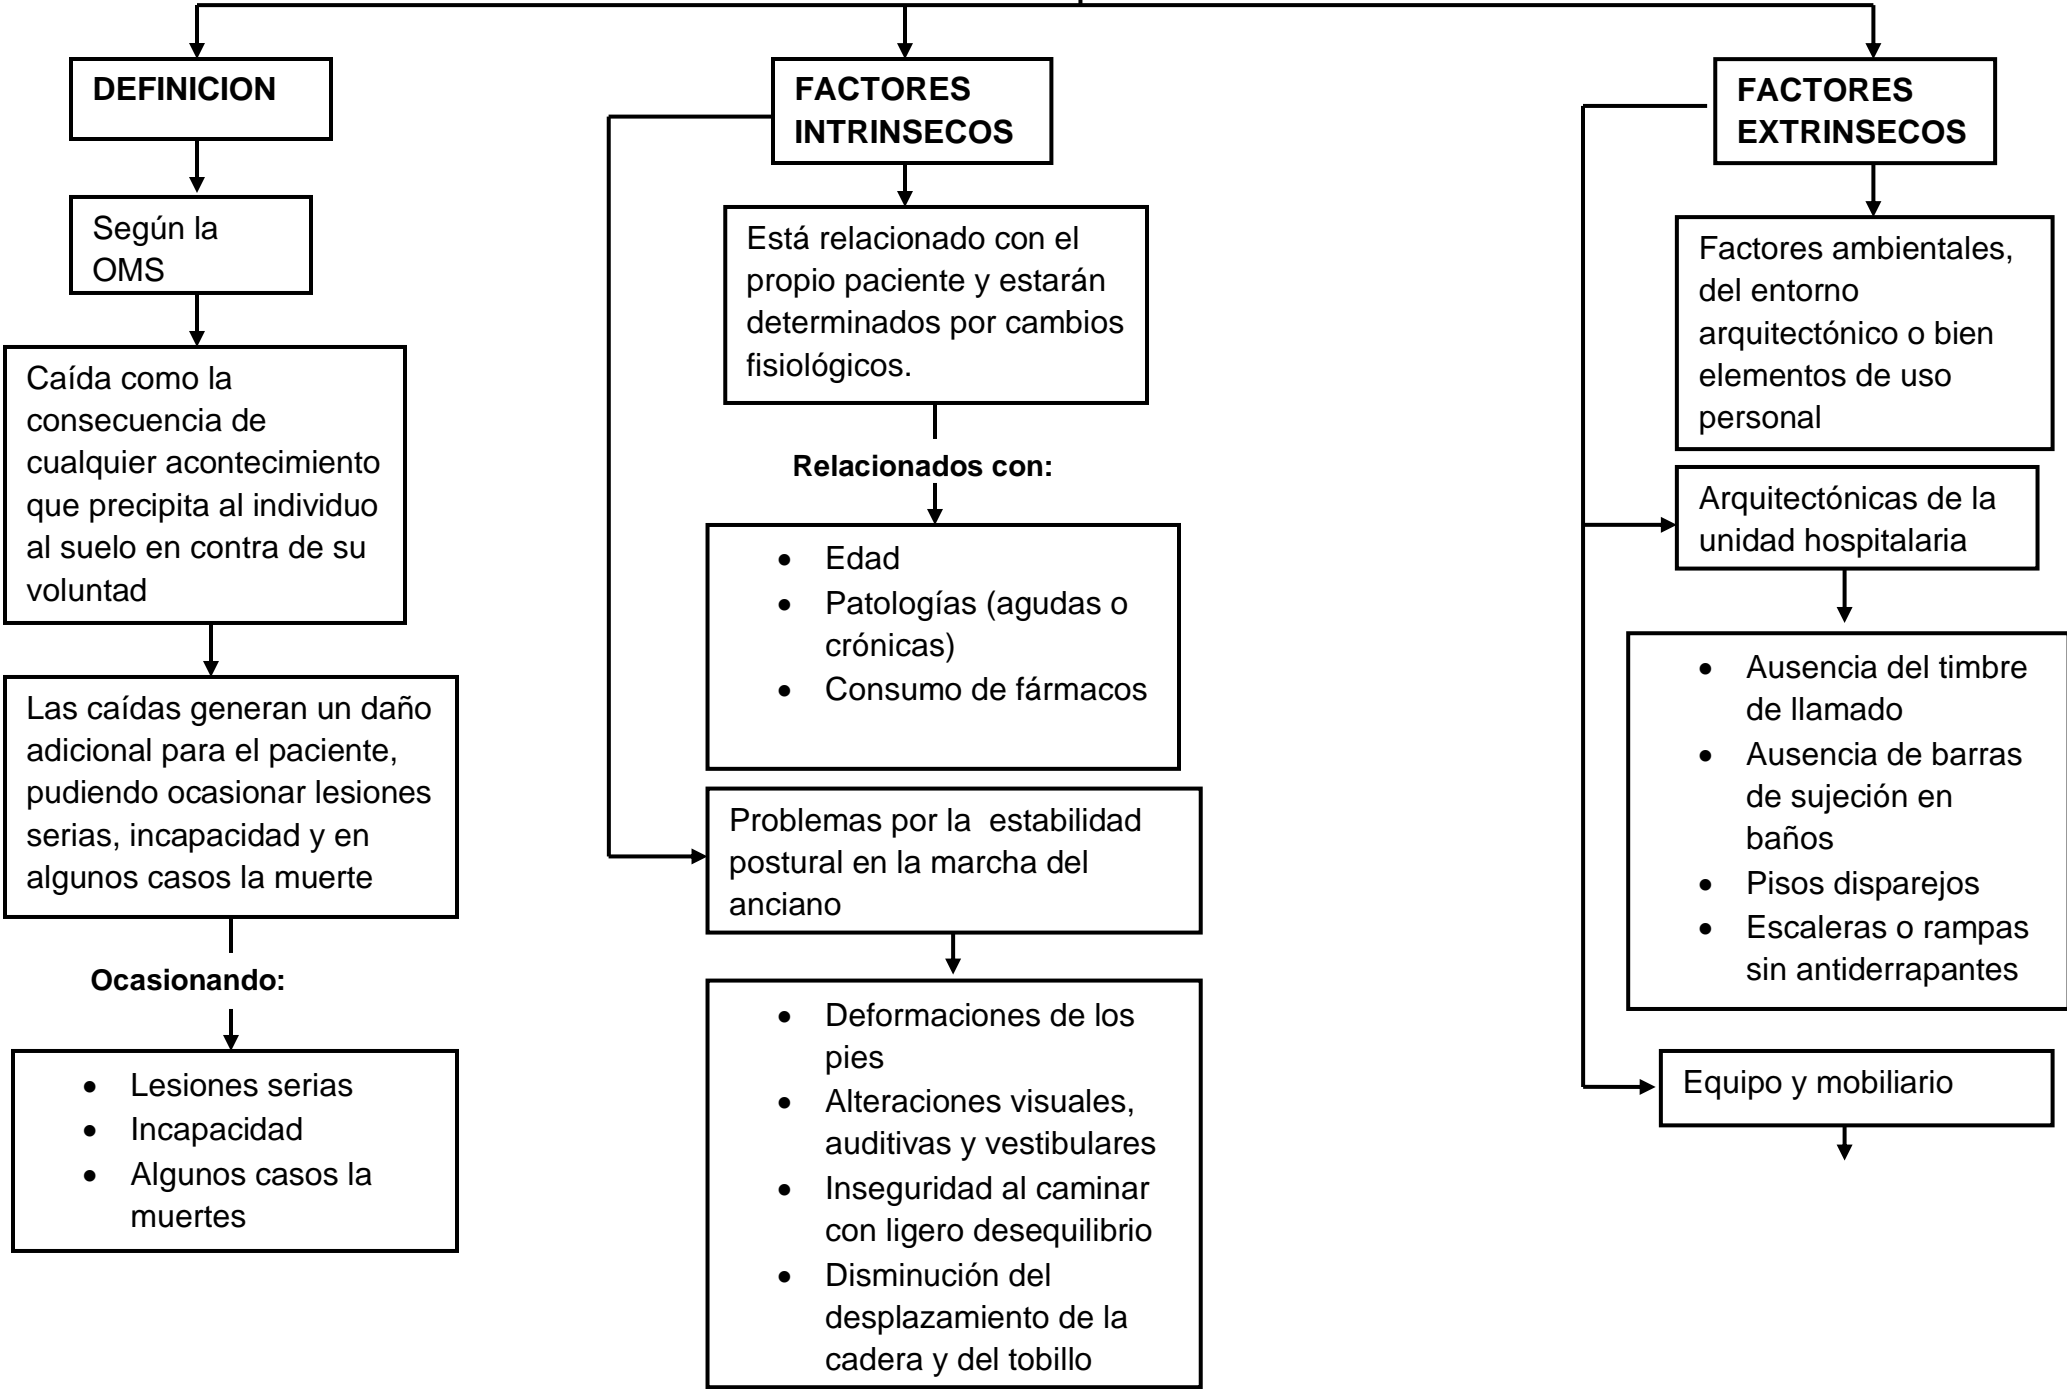 DEFINICION
Según la
OMS
Caída como la
consecuencia de
cualquier acontecimiento
que precipita al individuo
al suelo en contra de su
voluntad
Las caídas generan un daño
adicional para el paciente,
pudiendo ocasionar lesiones
serias, incapacidad y en
algunos casos la muerte
Ocasionando:
• Lesiones serias
• Incapacidad
• Algunos casos la
muertes
FACTORES
INTRINSECOS
Está relacionado con el
propio paciente y estarán
determinados por cambios
fisiológicos.
Relacionados con:
• Edad
• Patologías (agudas o
crónicas)
• Consumo de fármacos
Problemas por la  estabilidad
postural en la marcha del
anciano
• Deformaciones de los
pies
• Alteraciones visuales,
auditivas y vestibulares
• Inseguridad al caminar
con ligero desequilibrio
• Disminución del
desplazamiento de la
cadera y del tobillo
FACTORES
EXTRINSECOS
Factores ambientales,
del entorno
arquitectónico o bien
elementos de uso
personal
Arquitectónicas de la
unidad hospitalaria
• Ausencia del timbre
de llamado
• Ausencia de barras
de sujeción en
baños
• Pisos disparejos
• Escaleras o rampas
sin antiderrapantes
Equipo y mobiliario